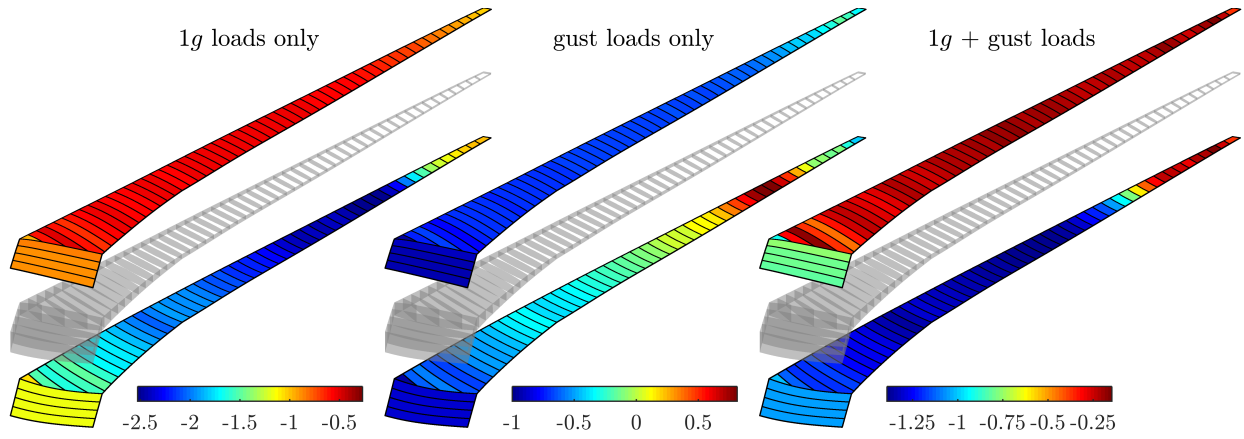 1g loads only
gust loads only
1g + gust loads
-2.5 -2 -1.5 -1 -0.5
-1 -0.5 0 0.5
-1.25 -1 -0.75 -0.5 -0.25